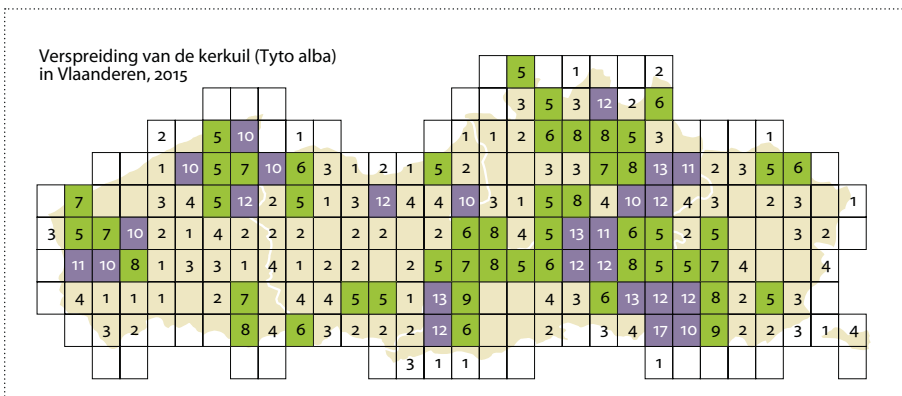 Verspreiding van de kerkuil (Tyto alba)
in Vlaanderen, 2015
5 1 2
3 5 3 12 2 6
2 5 10 1 1 1 2 6 8 8 5 3 1
1 10 5 7 10 6 3 1 2 1 5 2 3 3 7 8 13 11 2 3 5 6
7 3 4 5 12 2 5 1 3 12 4 4 10 3 1 5 8 4 10 12 4 3 2 3 1
3 5 7 10 2 1 4 2 2 2 2 2 2 6 8 4 5 13 11 6 5 2 5 3 2
11 10 8 1 3 3 1 4 1 2 2 2 5 7 8 5 6 12 12 8 5 5 7 4 4
4 1 1 1 2 7 4 4 5 5 1 13 9 4 3 6 13 12 12 8 2 5 3
3 2 8 4 6 3 2 2 2 12 6 2 3 4 17 10 9 2 2 3 1 4
3 1 1 1